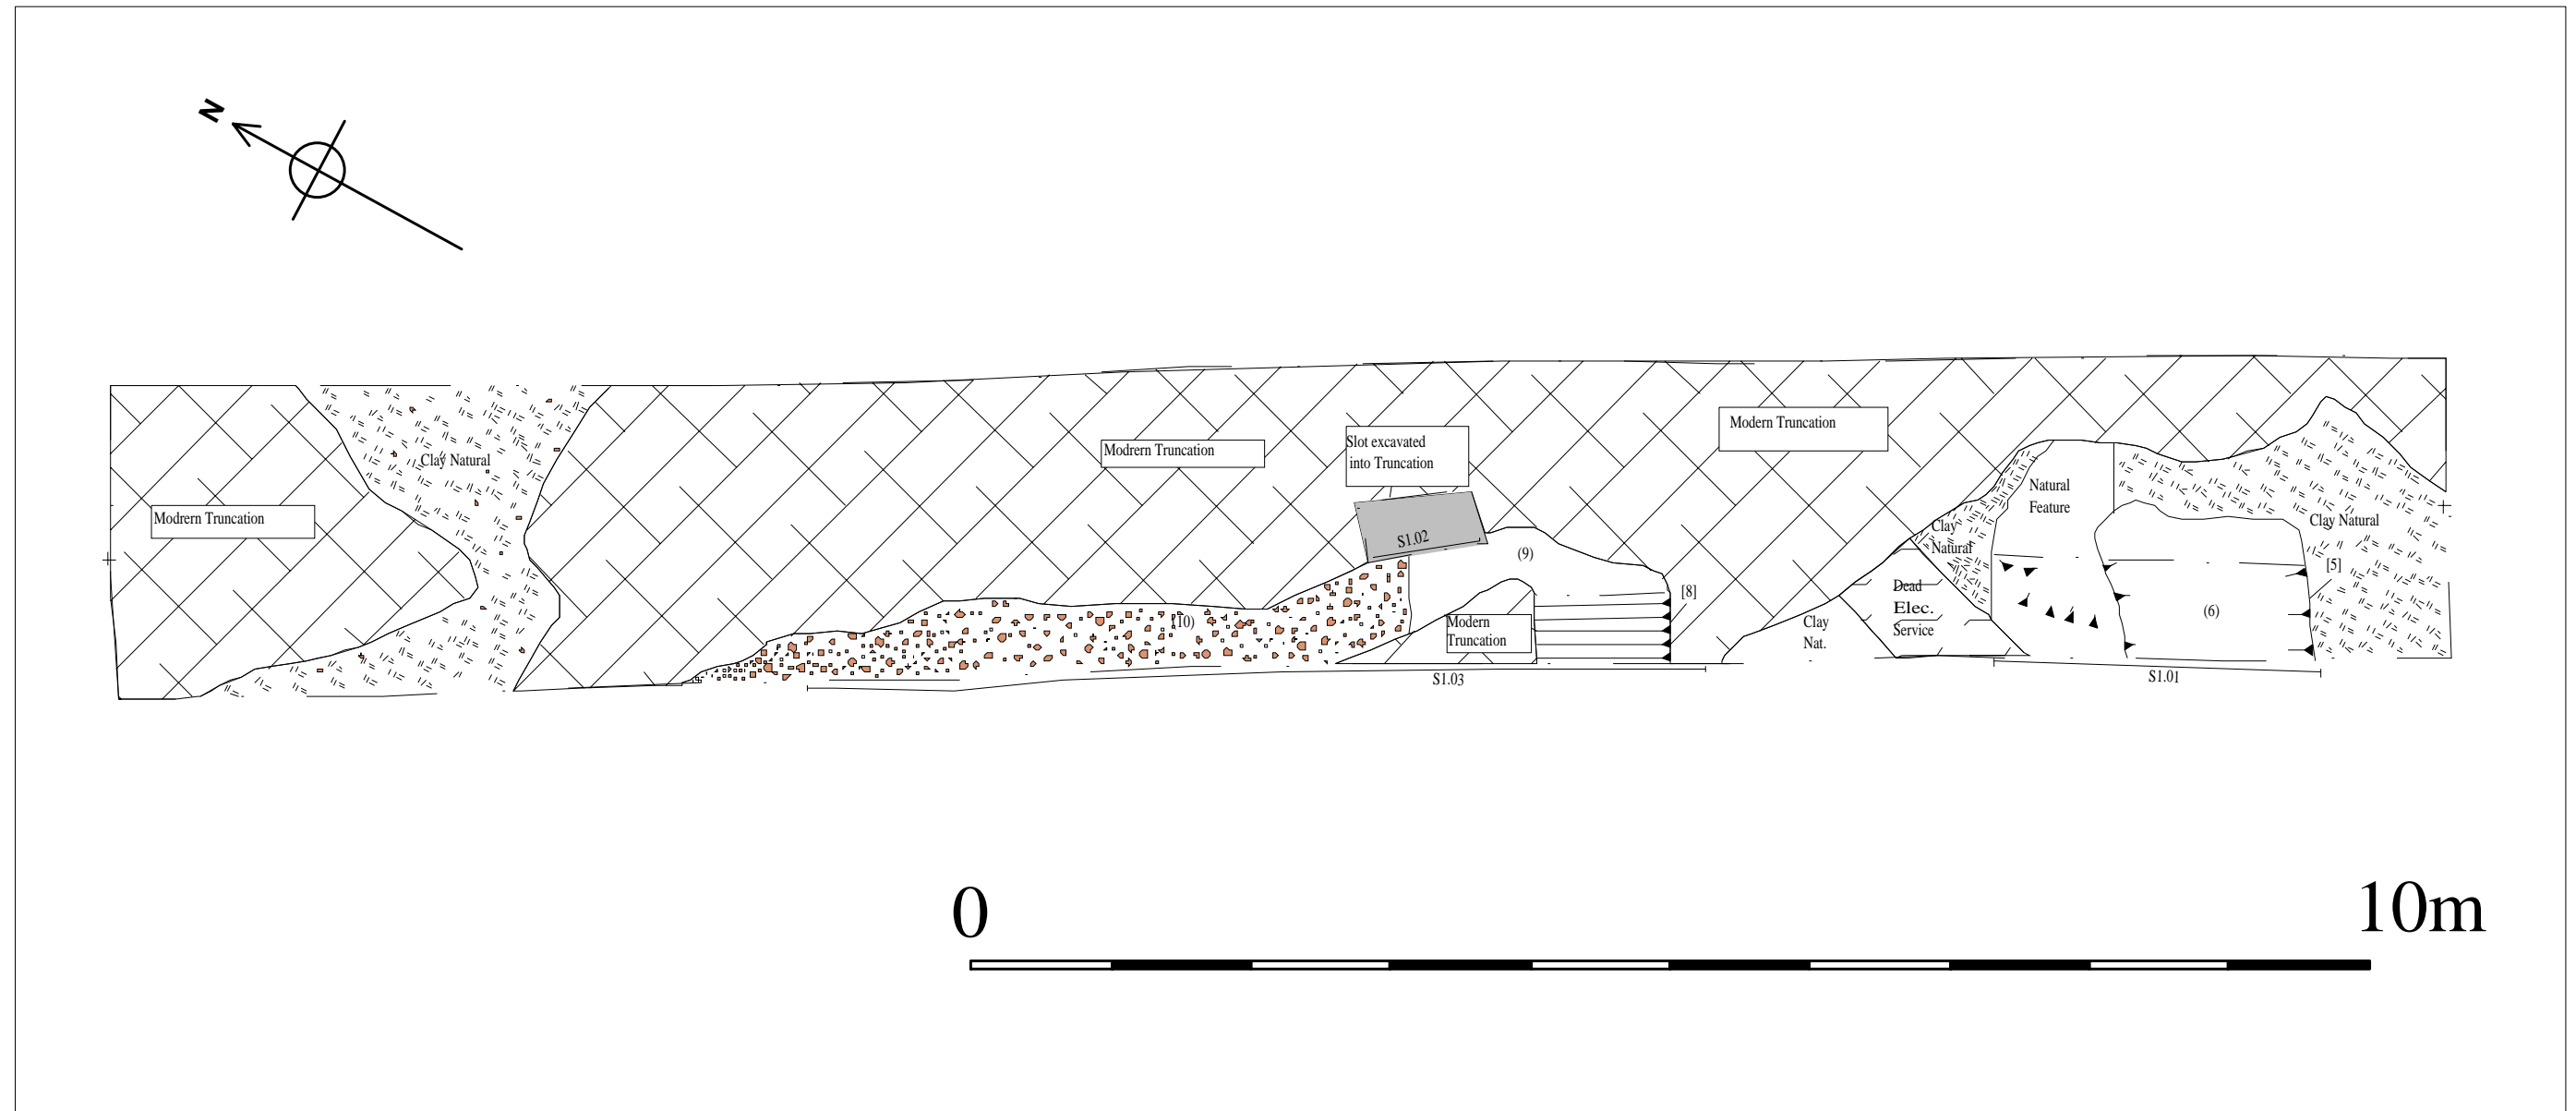 N
Modrern Truncation
Clay Natural
Modrern Truncation
Slot excavated
into Truncation
S1.02
Modern Truncation
(9)
[8]
10)
Modern
Truncation
S1.03
Clay
Nat.
Dead
Elec.
Service
Clay
Natural
Natural
Feature
Clay Natural
[5]
(6)
S1.01
0
10m